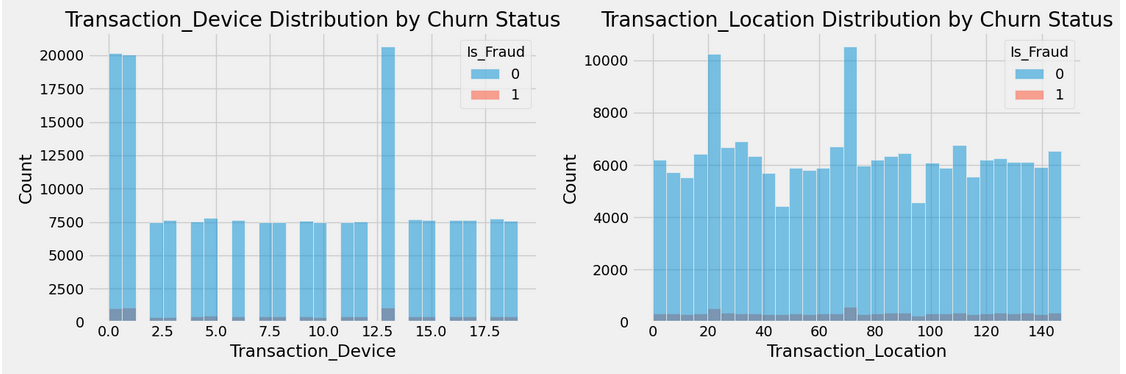 Transaction_Device Distribution by Churn Status
Is_Fraud
0
1
20000
17500
15000
12500
10000
7500
5000
2500
0
Count
0.0 2.5 5.0 7.5 10.0 12.5 15.0 17.5
Transaction_Device
Transaction_Location Distribution by Churn Status
Is_Fraud
0
1
10000
8000
6000
4000
2000
0
Count
0 20 40 60 80 100 120 140
Transaction_Location